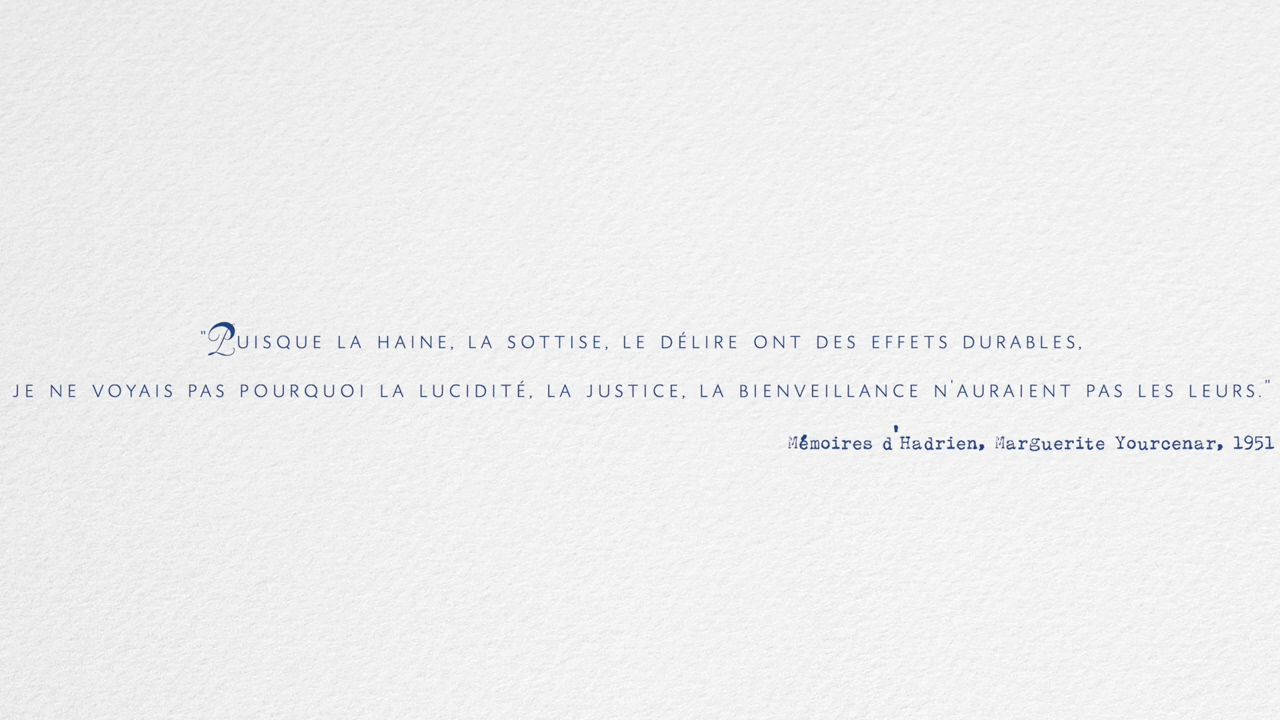 "PUISQUE LA HAINE, LA SOTTISE, LE DÉLIRE ONT DES EFFETS DURABLES,
JE NE VOYAIS PAS POURQUOI LA LUCIDITÉ, LA JUSTICE, LA BIENVEILLANCE N'AURAIENT PAS LES LEURS."
Mémoires d'Hadrien, Marguerite Yourcenar, 1951